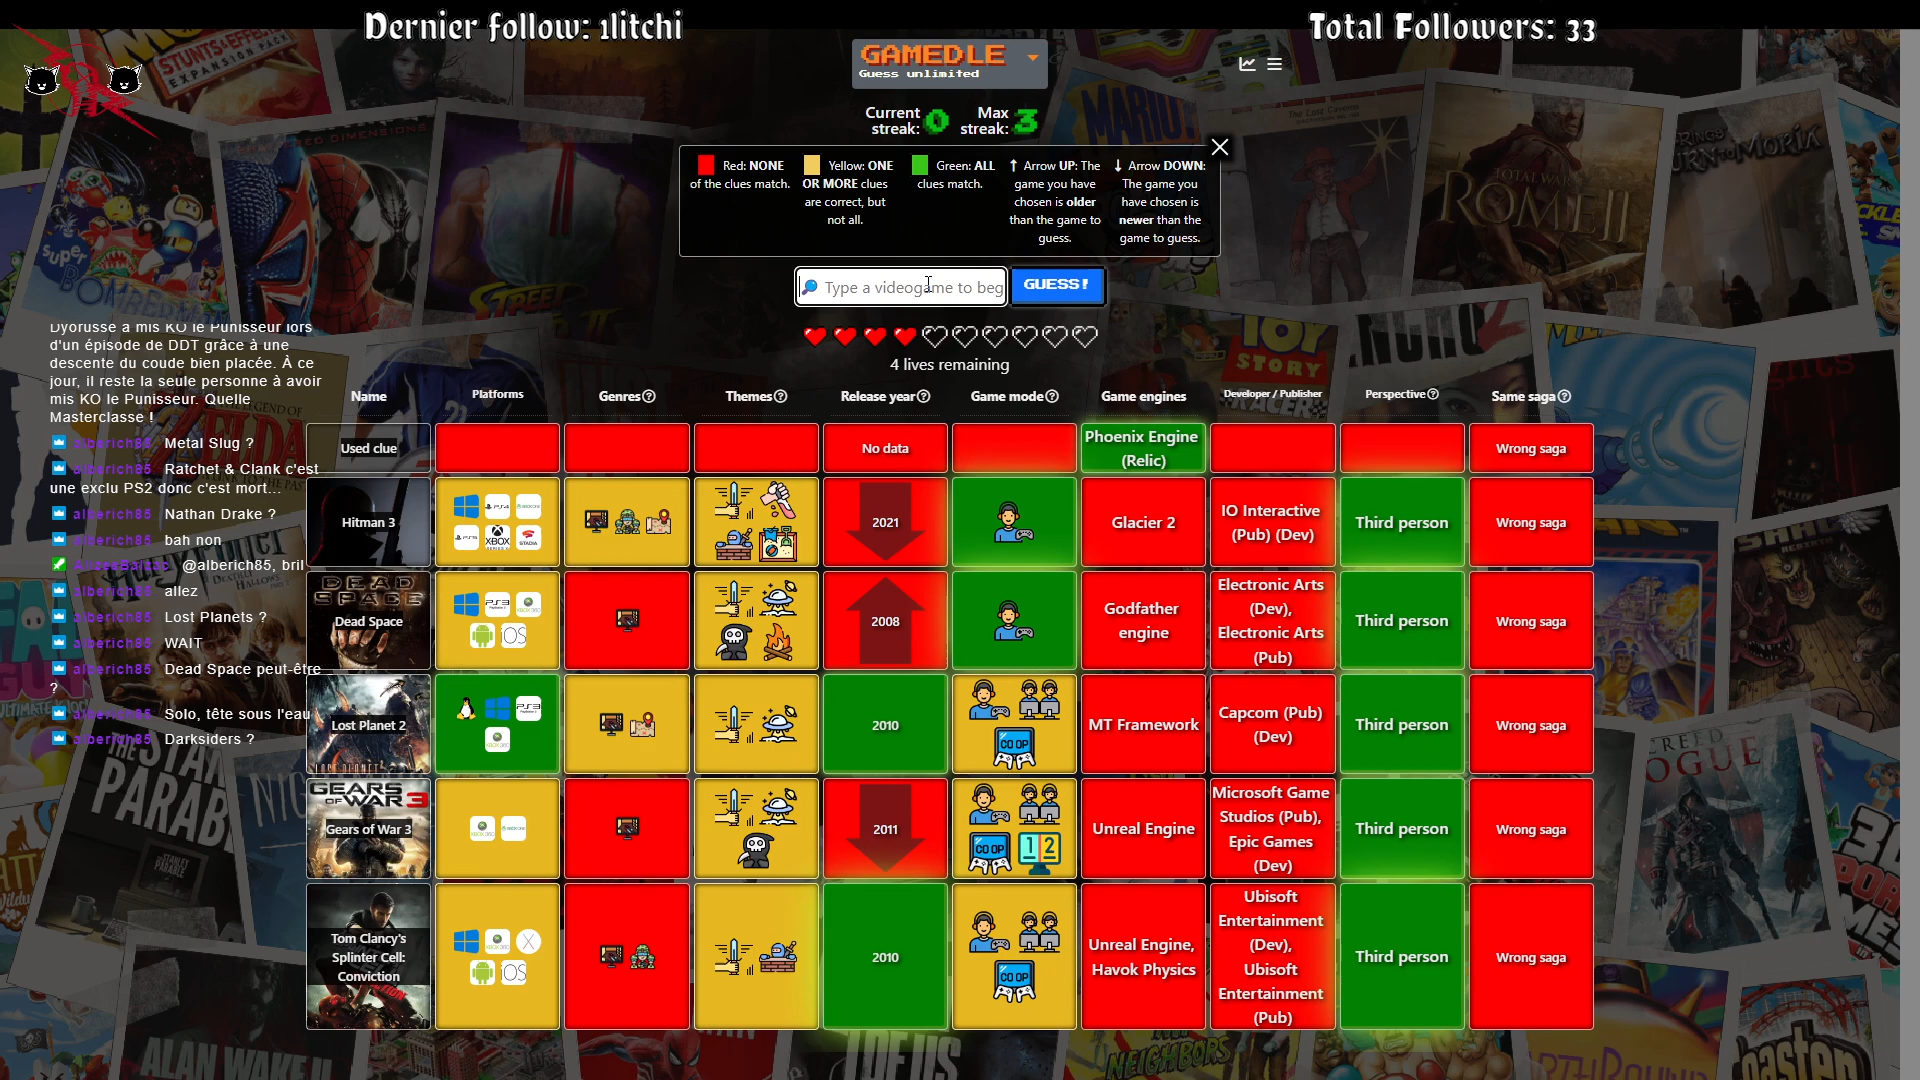 Dernier follow: 1litchi
Total Followers: 33
GAMEDLE
Guess unlimited
Current streak: 0
Max streak: 3
Red: NONE of the clues match.
Yellow: ONE OR MORE clues are correct, but not all.
Green: ALL clues match.
↑ Arrow UP: The game you have chosen is older than the game to guess.
↓ Arrow DOWN: The game you have chosen is newer than the game to guess.
Type a videogame to beg
GUESS!
4 lives remaining
Dyorusse a mis KO le Punisseur lors
d'un épisode de DDT grâce à une
descente du coude bien placée. À ce
jour, il reste la seule personne à avoir
mis KO le Punisseur. Quelle
Masterclasse !
alberich85 Metal Slug ?
alberich85 Ratchet & Clank c'est
une exclu PS2 donc c'est mort...
alberich85 Nathan Drake ?
alberich85 bah non
@alberich85, bril
alberich85 allez
alberich85 Lost Planets ?
alberich85 WAIT
alberich85 Dead Space peut-être
?
alberich85 Solo, tête sous l'eau
alberich85 Darksiders ?
Name Platforms Genres Themes Release year Game mode Game engines Developer / Publisher Perspective Same saga
Used clue No data Phoenix Engine (Relic) Wrong saga
Hitman 3 2021 Glacier 2 IO Interactive (Pub) (Dev) Third person Wrong saga
Dead Space 2008 Godfather engine Electronic Arts (Dev), Electronic Arts (Pub) Third person Wrong saga
Lost Planet 2 2010 MT Framework Capcom (Pub) (Dev) Third person Wrong saga
Gears of War 3 2011 Unreal Engine Microsoft Game Studios (Pub), Epic Games (Dev) Third person Wrong saga
Tom Clancy's Splinter Cell: Conviction 2010 Unreal Engine, Havok Physics Ubisoft Entertainment (Dev), Ubisoft Entertainment (Pub) Third person Wrong saga